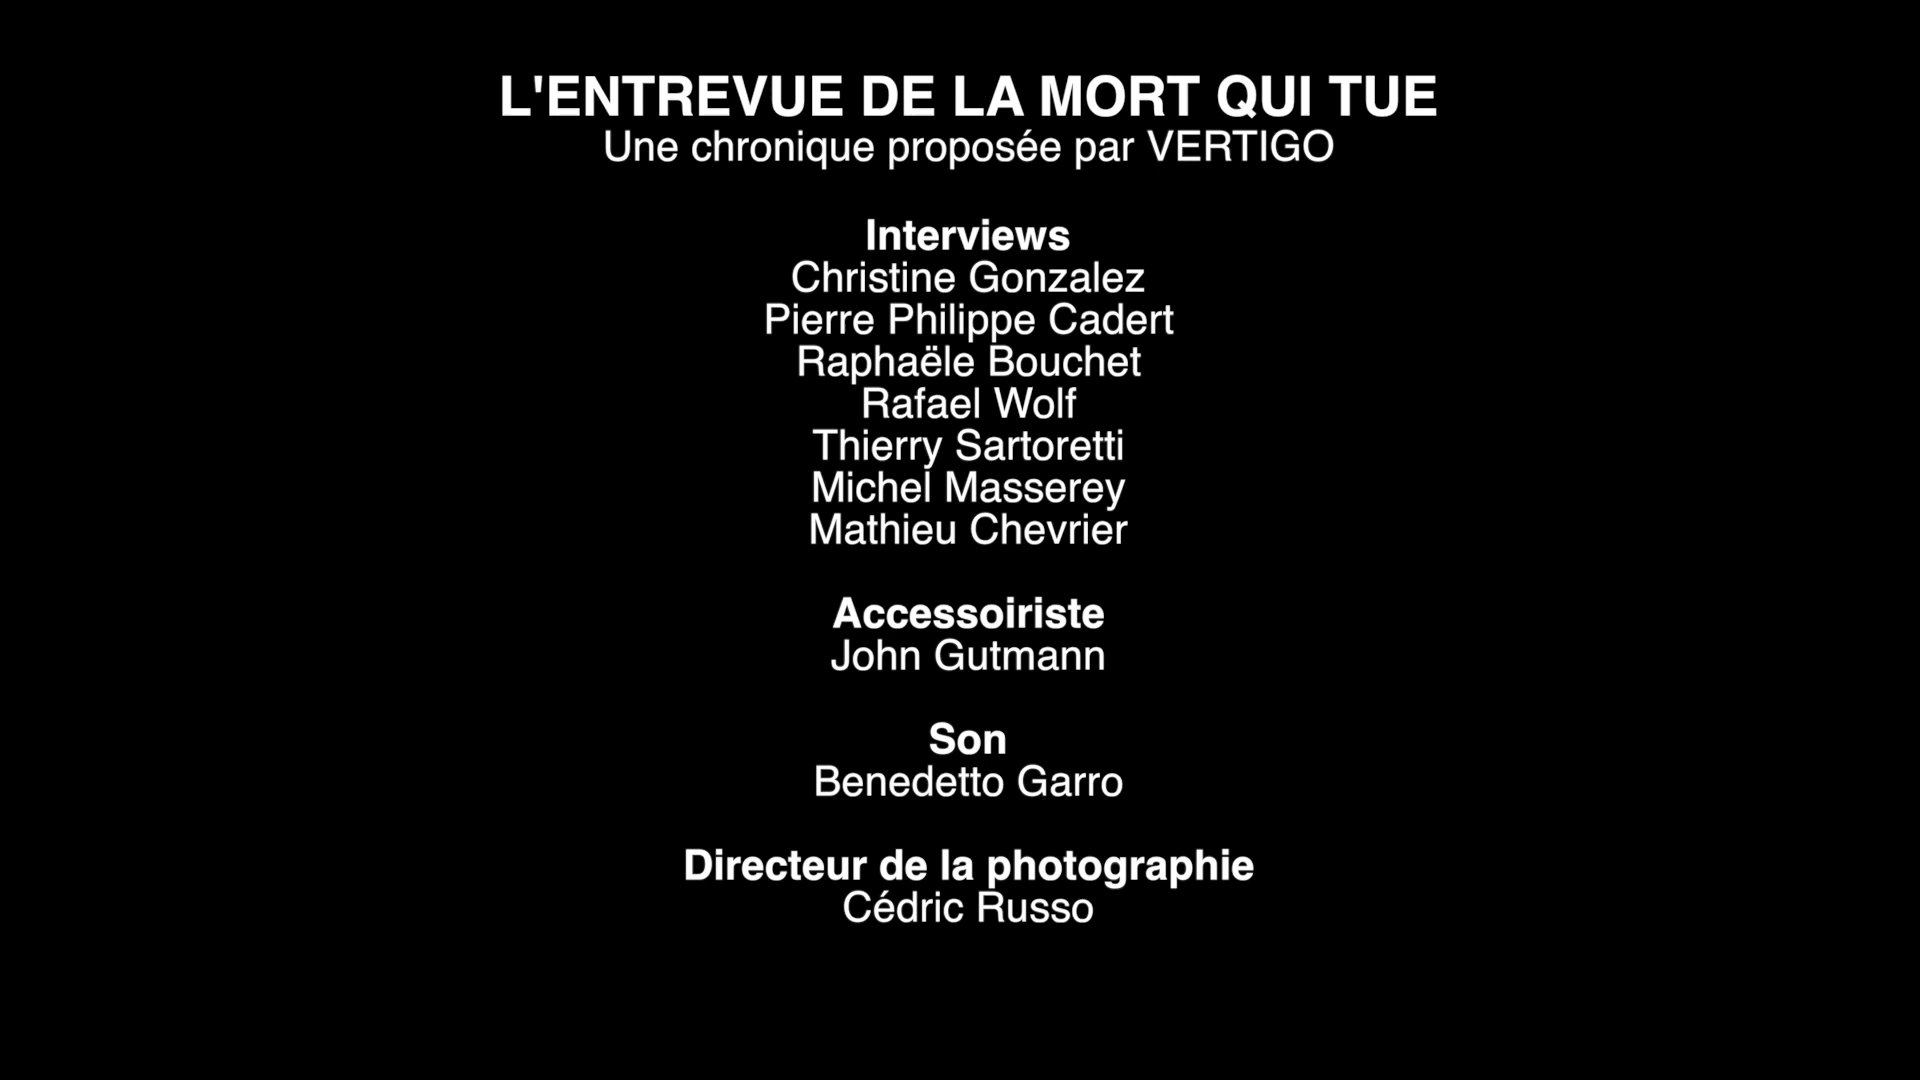 L'ENTREVUE DE LA MORT QUI TUE
Une chronique proposée par VERTIGO
Interviews
Christine Gonzalez
Pierre Philippe Cadert
Raphaële Bouchet
Rafael Wolf
Thierry Sartoretti
Michel Masserey
Mathieu Chevrier
Accessoiriste
John Gutmann
Son
Benedetto Garro
Directeur de la photographie
Cédric Russo